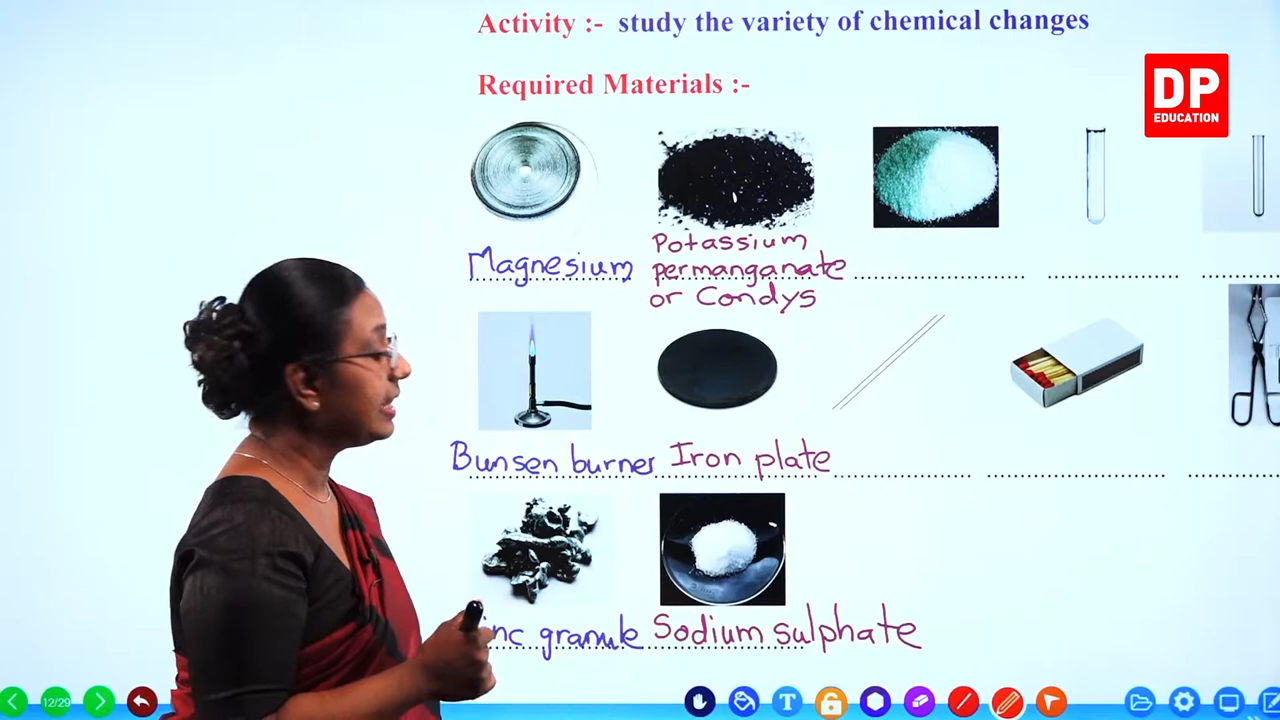 Activity :- study the variety of chemical changes
DP
EDUCATION
Required Materials :-
Magnesium
Potassium
permanganate
or Condys
Bunsen burner
Iron plate
granule
Sodium sulphate
12/29
T